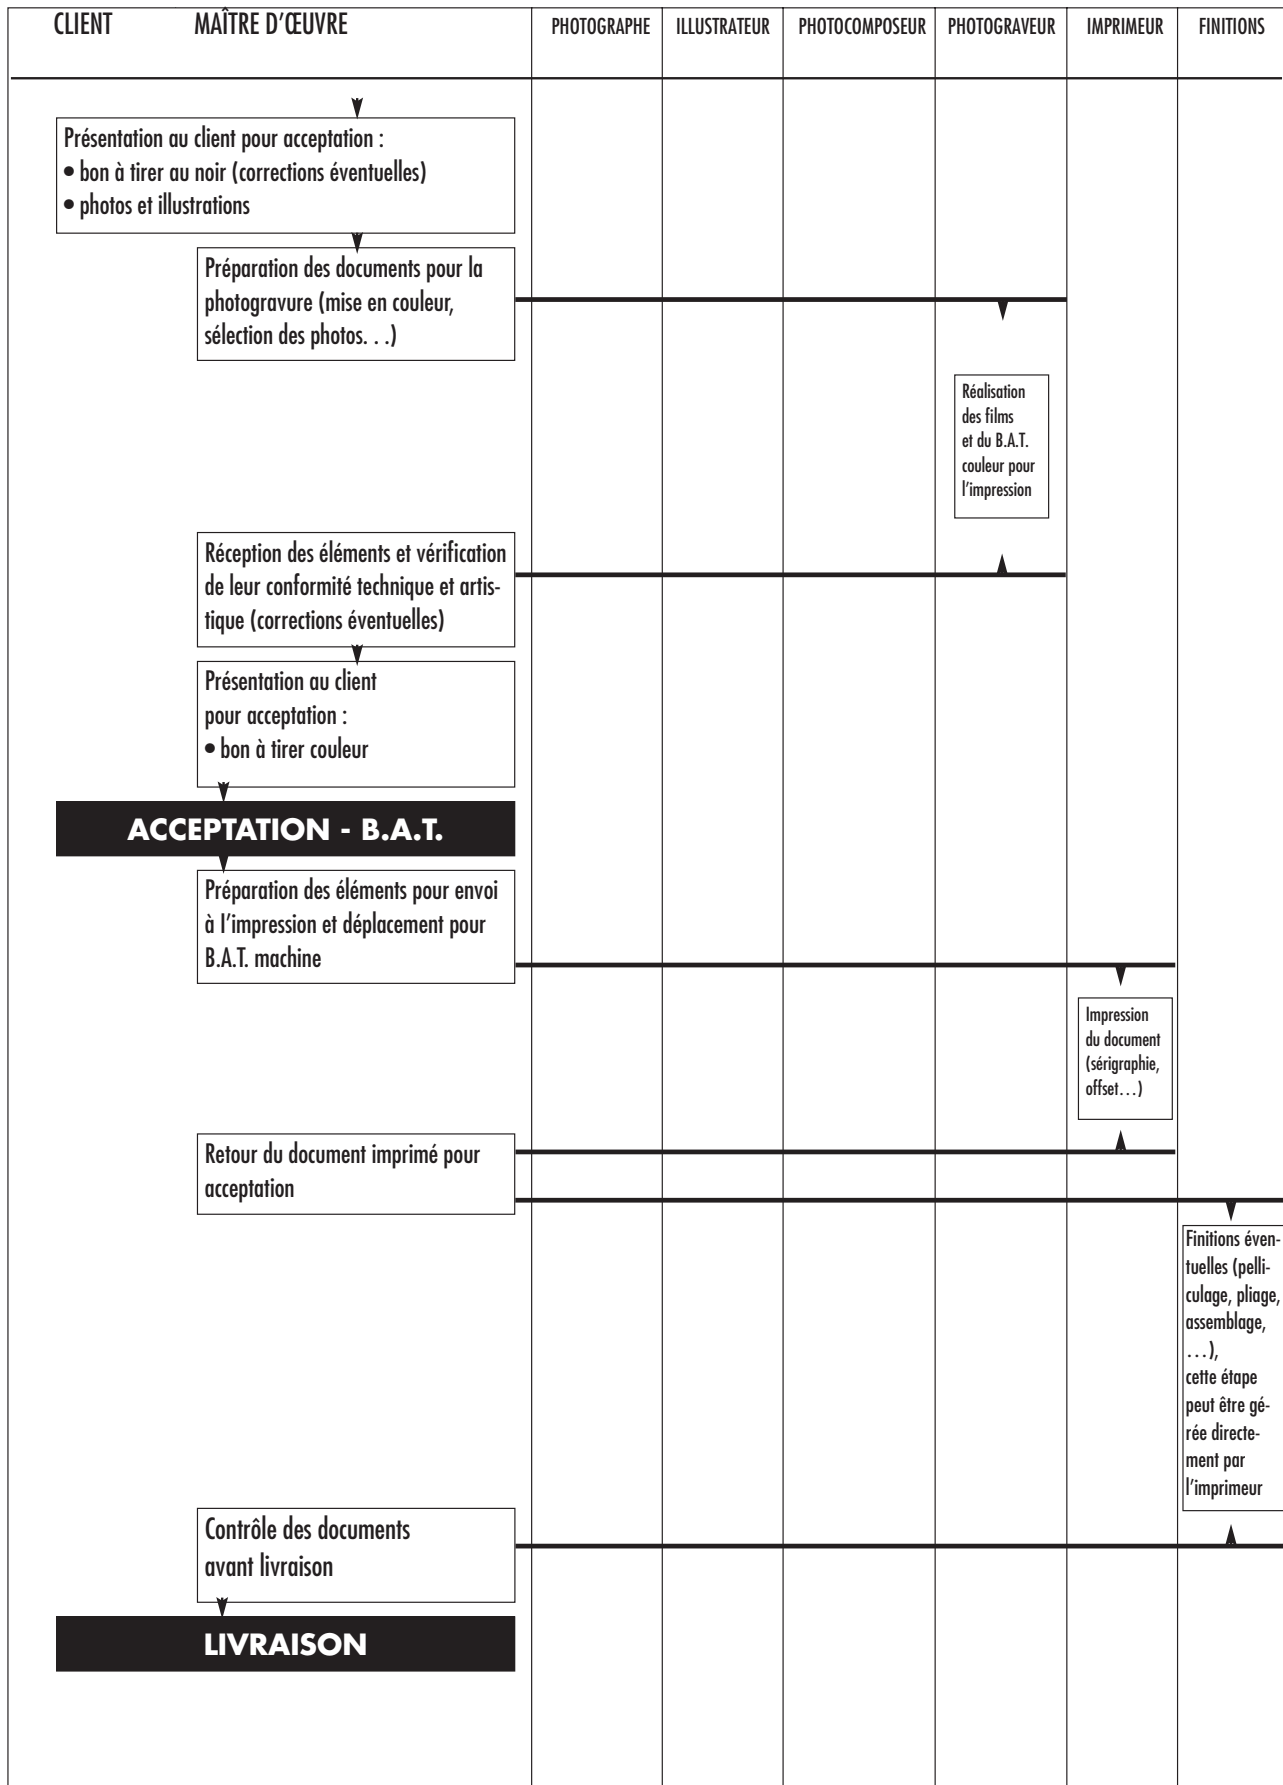 CLIENT MAÎTRE D'ŒUVRE PHOTOGRAPHE ILLUSTRATEUR PHOTOCOMPOSEUR PHOTOGRAVEUR IMPRIMEUR FINITIONS
Présentation au client pour acceptation :
• bon à tirer au noir (corrections éventuelles)
• photos et illustrations
Préparation des documents pour la
photogravure (mise en couleur,
sélection des photos. . .)
Réalisation
des films
et du B.A.T.
couleur pour
l'impression
Réception des éléments et vérification
de leur conformité technique et artis-
tique (corrections éventuelles)
Présentation au client
pour acceptation :
• bon à tirer couleur
ACCEPTATION - B.A.T.
Préparation des éléments pour envoi
à l'impression et déplacement pour
B.A.T. machine
Impression
du document
(sérigraphie,
offset...)
Retour du document imprimé pour
acceptation
Finitions éven-
tuelles (pelli-
culage, pliage,
assemblage,
...),
cette étape
peut être gé-
rée directe-
ment par
l'imprimeur
Contrôle des documents
avant livraison
LIVRAISON